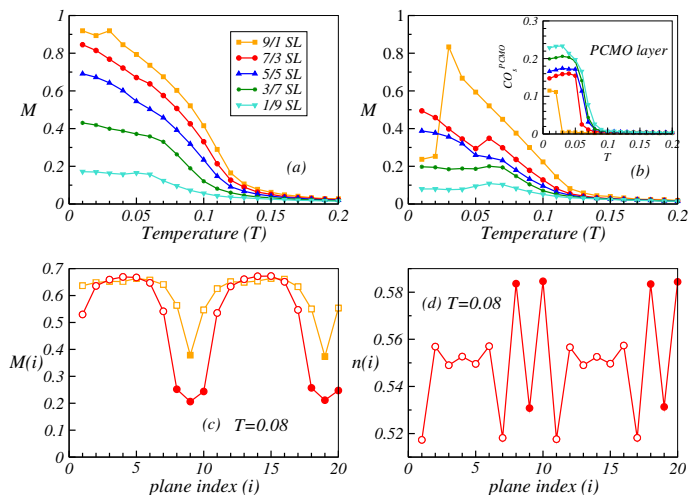 1
0.8
0.6
0.4
0.2
0
M
9/1 SL
7/3 SL
5/5 SL
3/7 SL
1/9 SL
(a)
0 0.05 0.1 0.15 0.2
Temperature (T)
1
0.8
0.6
0.4
0.2
0
M
0.3
0.2
0.1
0
PCMO layer
0 0.05 0.1 0.15 0.2
T
(b)
0 0.05 0.1 0.15 0.2
Temperature (T)
0.7
0.6
0.5
0.4
0.3
0.2
0.1
0
M(i)
(c) T=0.08
0 5 10 15 20
plane index (i)
0.58
0.56
0.54
0.52
n(i)
(d) T=0.08
0 5 10 15 20
plane index (i)